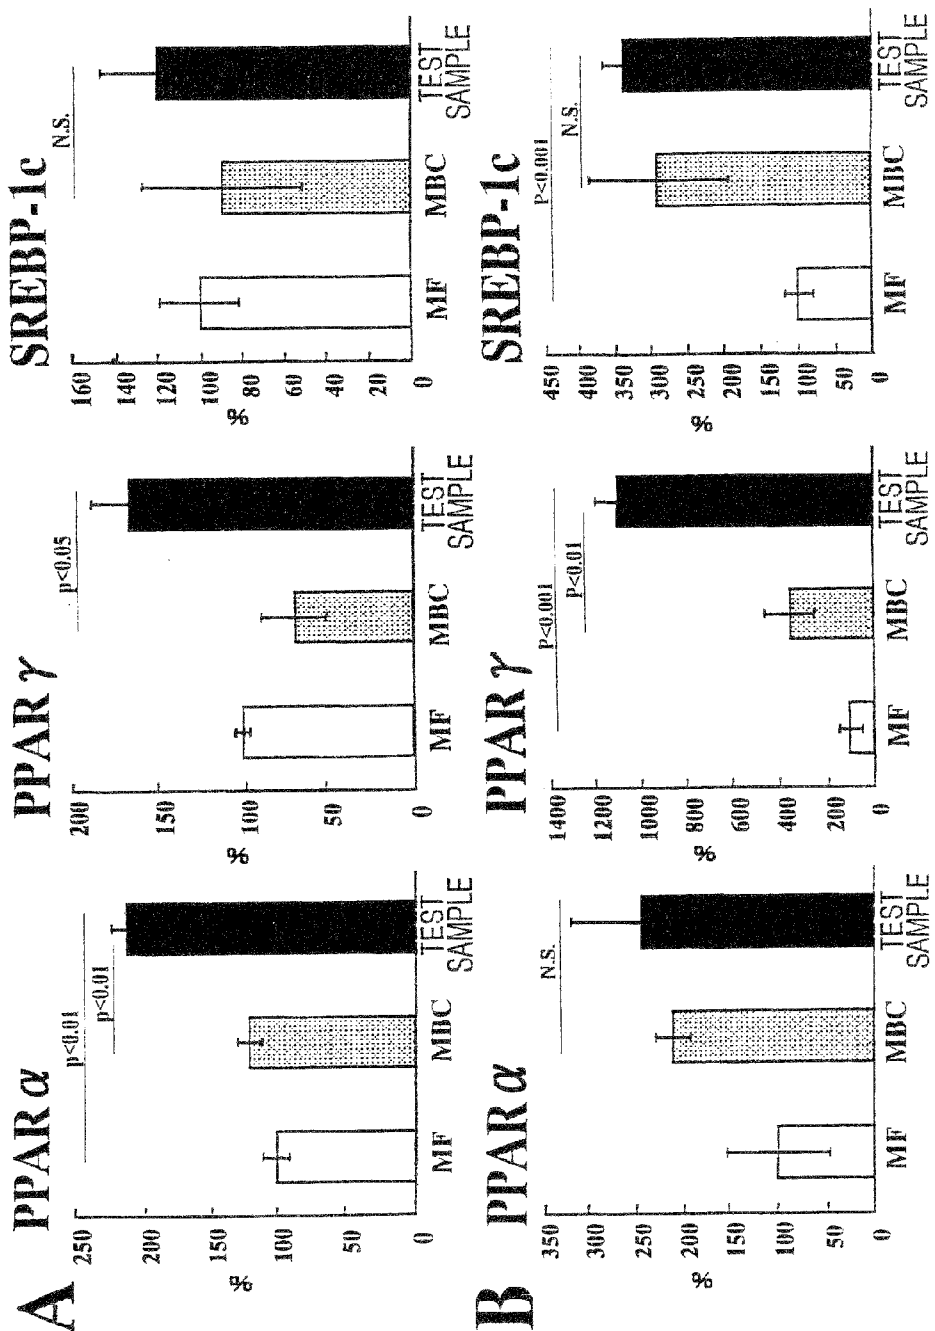 A
PPARα
%
250
200
150
100
50
0
p<0.01
p<0.01
MF
MBC
TEST
SAMPLE
PPARγ
%
200
150
100
50
0
p<0.05
MF
MBC
TEST
SAMPLE
SREBP-1c
%
160
140
120
100
80
60
40
20
0
N.S.
MF
MBC
TEST
SAMPLE
B
PPARα
%
350
300
250
200
150
100
50
0
N.S.
MF
MBC
TEST
SAMPLE
PPARγ
%
1400
1200
1000
800
600
400
200
0
P<0.001
P<0.01
MF
MBC
TEST
SAMPLE
SREBP-1c
%
450
400
350
300
250
200
150
100
50
0
P<0.001
N.S.
MF
MBC
TEST
SAMPLE